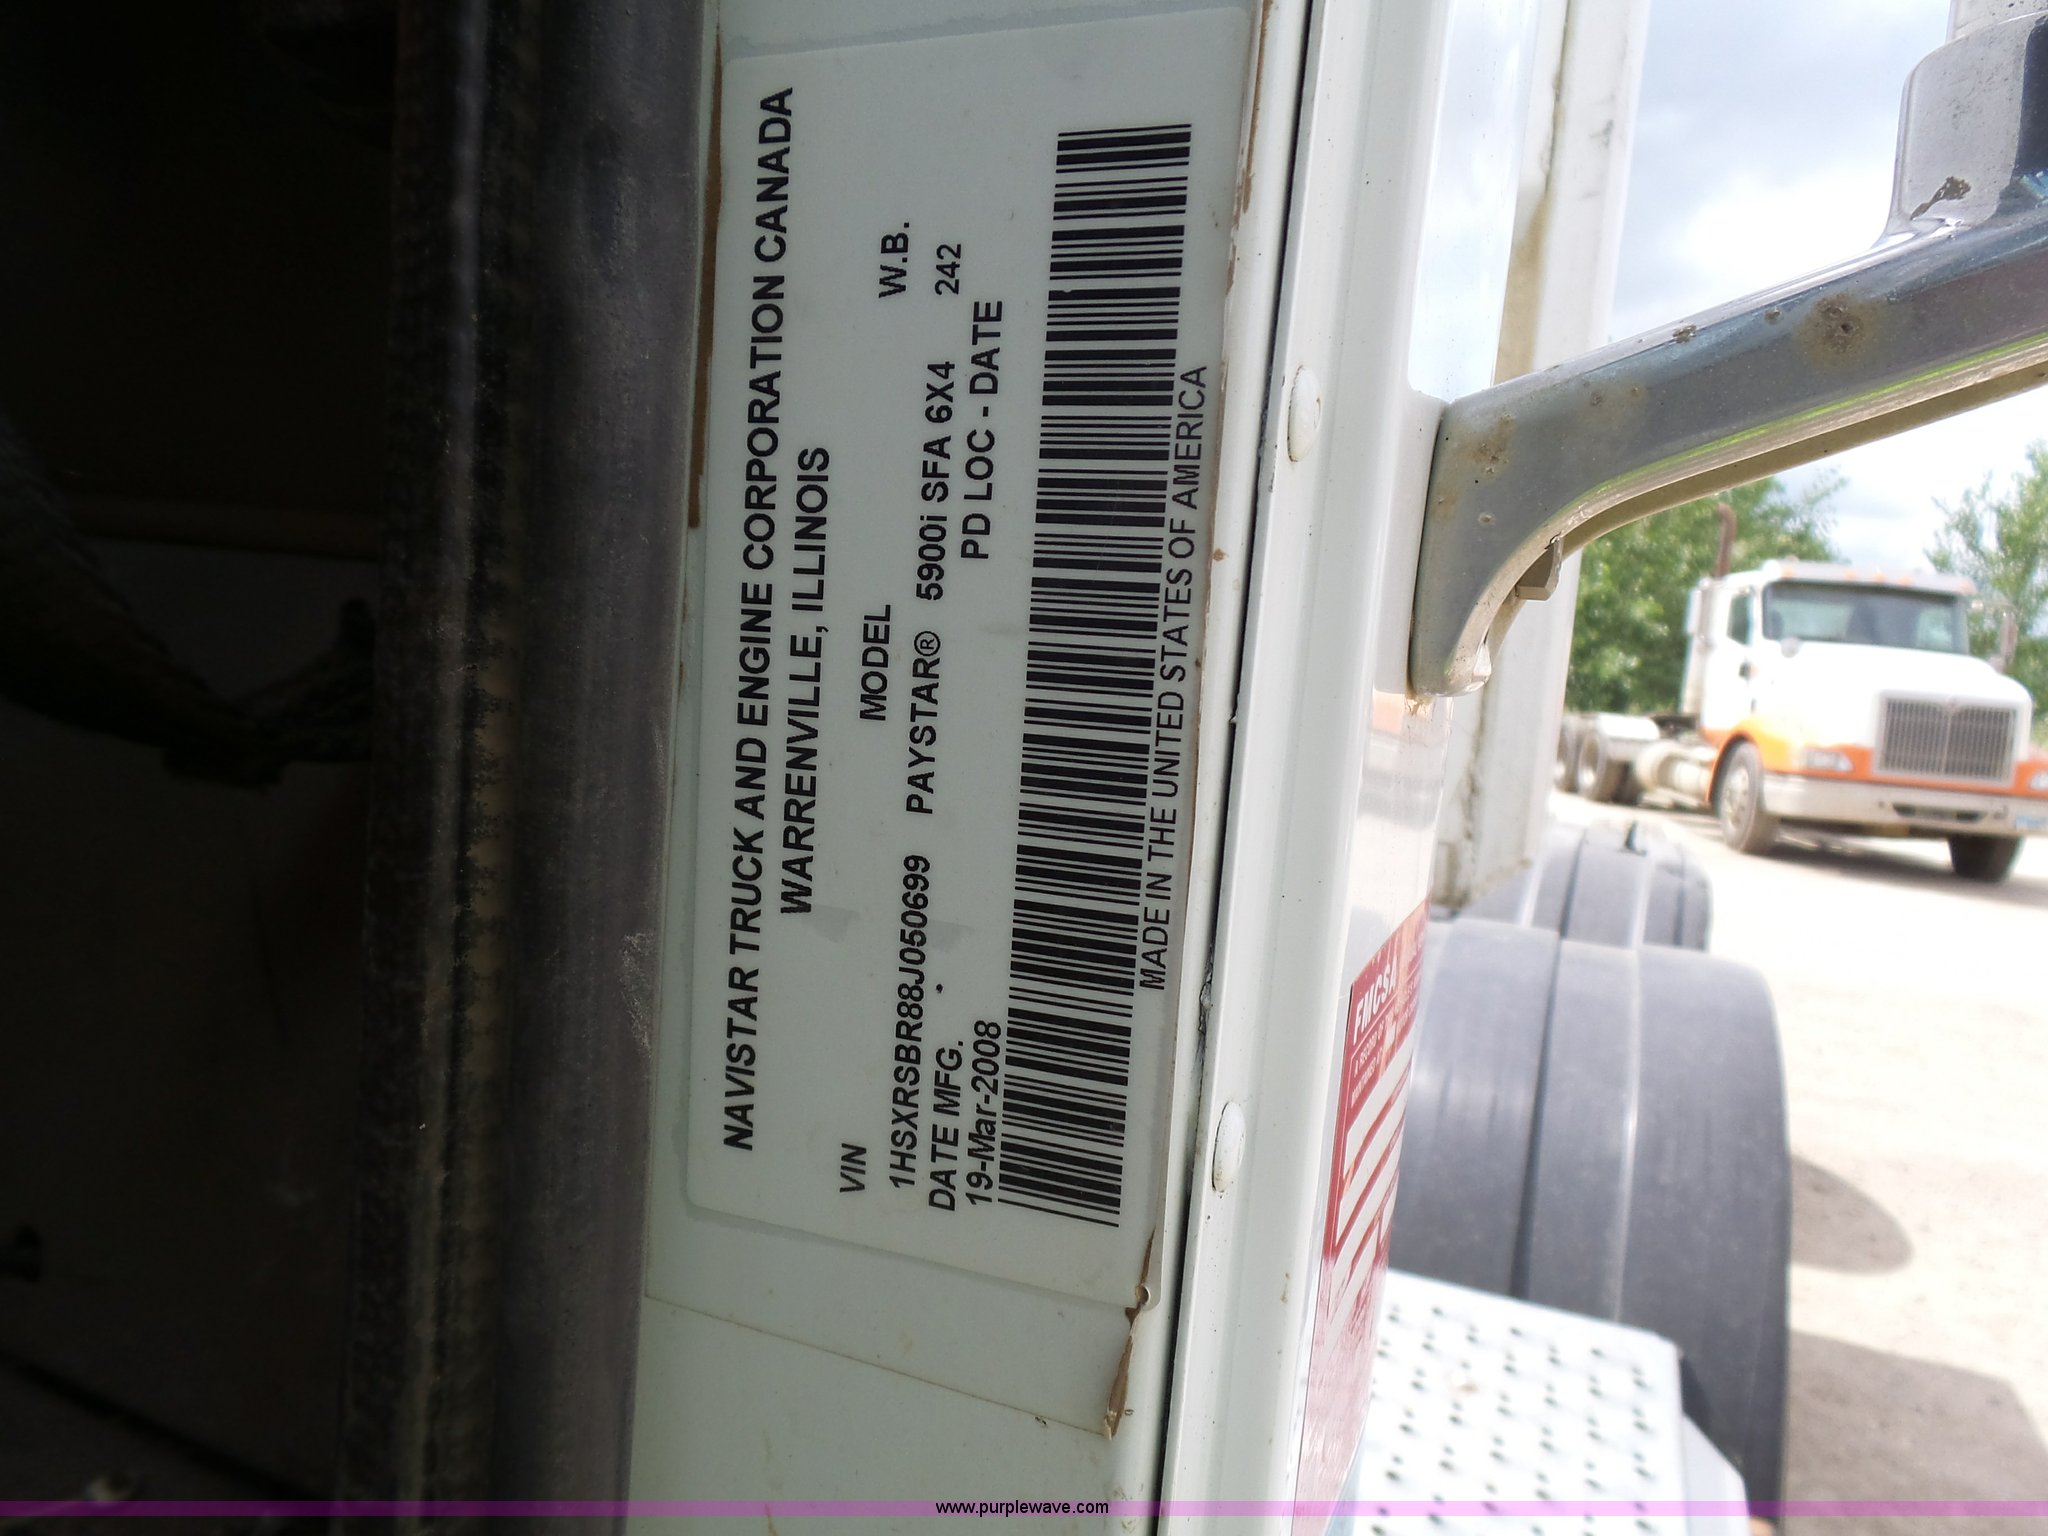 NAVISTAR TRUCK AND ENGINE CORPORATION CANADA
WARRENVILLE, ILLINOIS
VIN MODEL W.B.
1HSXRSBR88J050699 PAYSTAR® 5900i SFA 6X4 242
DATE MFG. PD LOC - DATE
19-Mar-2008
MADE IN THE UNITED STATES OF AMERICA
FMCSA
www.purplewave.com